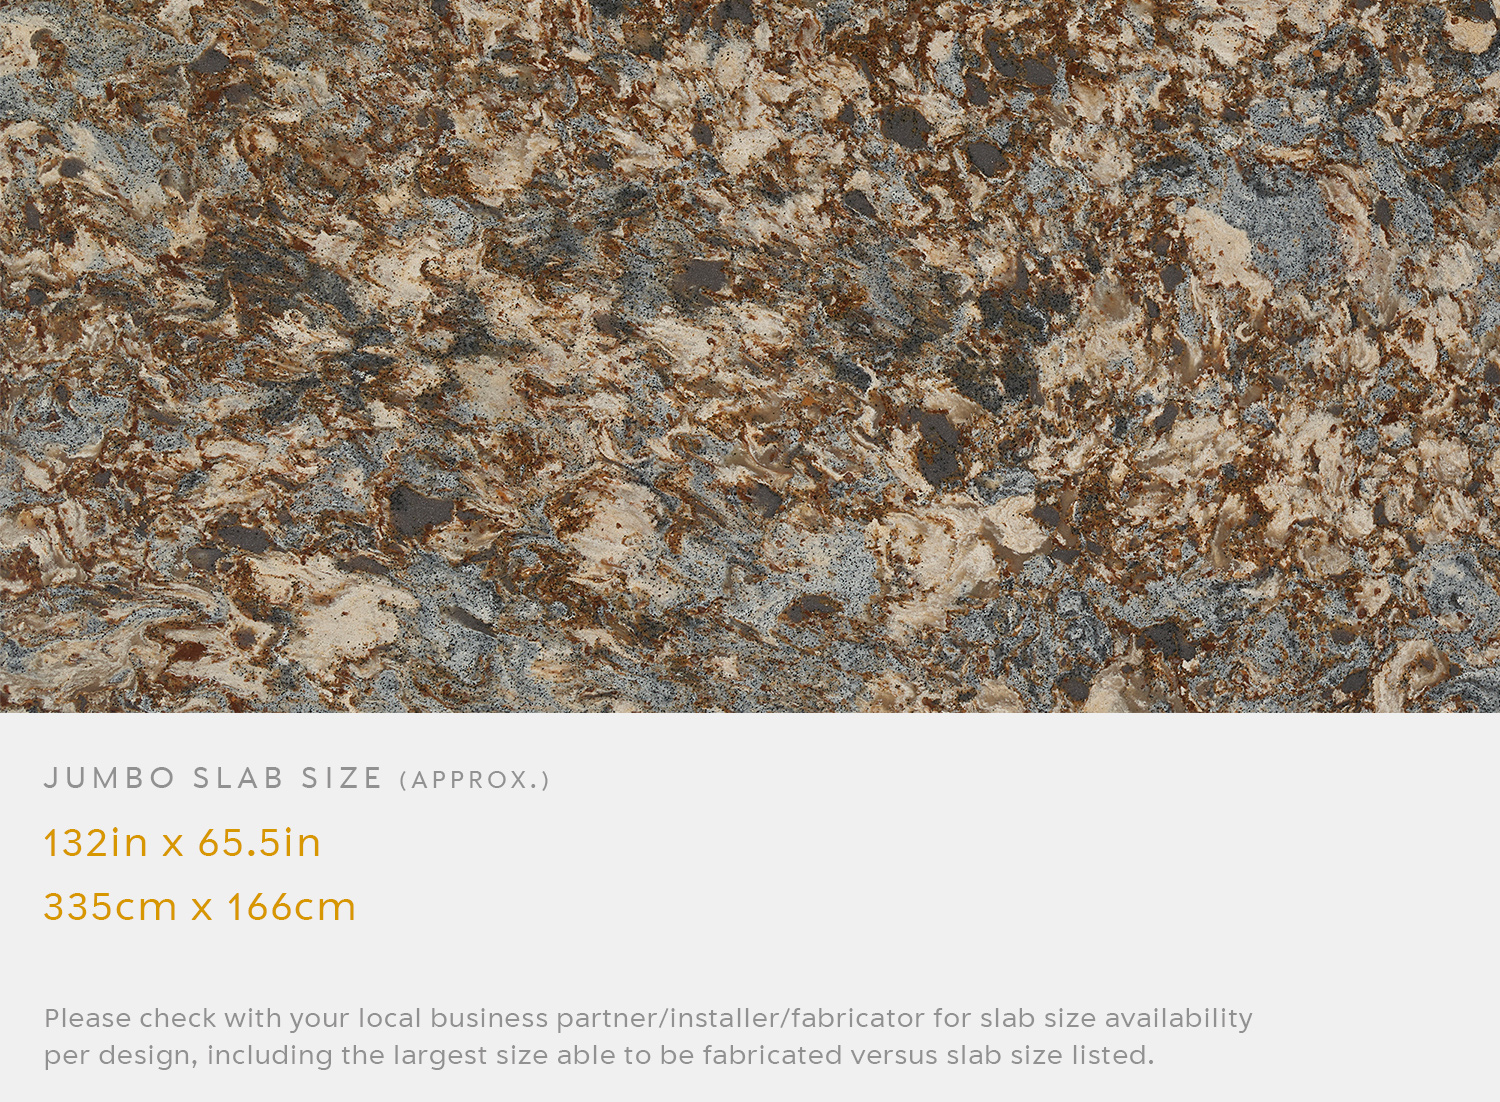 JUMBO SLAB SIZE (APPROX.)
132in x 65.5in
335cm x 166cm
Please check with your local business partner/installer/fabricator for slab size availability
per design, including the largest size able to be fabricated versus slab size listed.